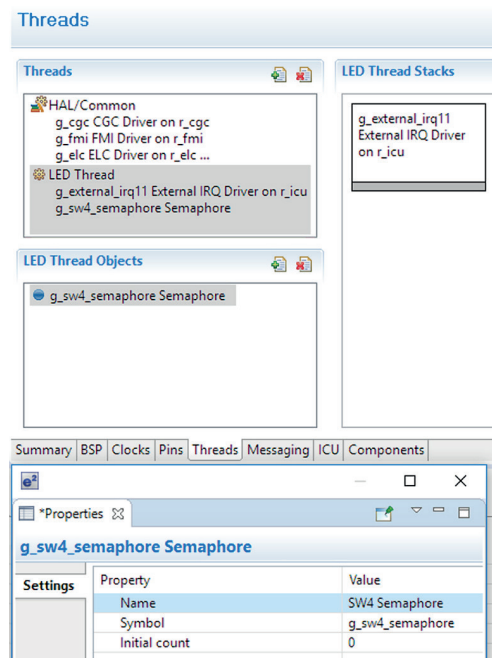 Threads
Threads
HAL/Common
g_cgc CGC Driver on r_cgc
g_fmi FMI Driver on r_fmi
g_elc ELC Driver on r_elc ...
LED Thread
g_external_irq11 External IRQ Driver on r_icu
g_sw4_semaphore Semaphore
LED Thread Stacks
g_external_irq11
External IRQ Driver
on r_icu
LED Thread Objects
g_sw4_semaphore Semaphore
Summary BSP Clocks Pins Threads Messaging ICU Components
e²
*Properties
g_sw4_semaphore Semaphore
Settings
Property Value
Name SW4 Semaphore
Symbol g_sw4_semaphore
Initial count 0